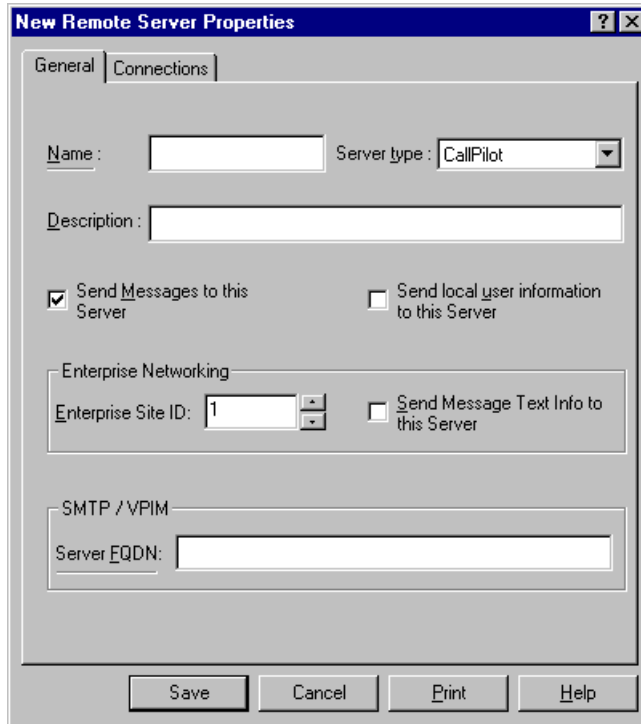 New Remote Server Properties
General Connections
Name : Server type : CallPilot
Description :
Send Messages to this
Server
Send local user information
to this Server
Enterprise Networking
Enterprise Site ID: 1
Send Message Text Info to
this Server
SMTP / VPIM
Server FQDN:
Save Cancel Print Help